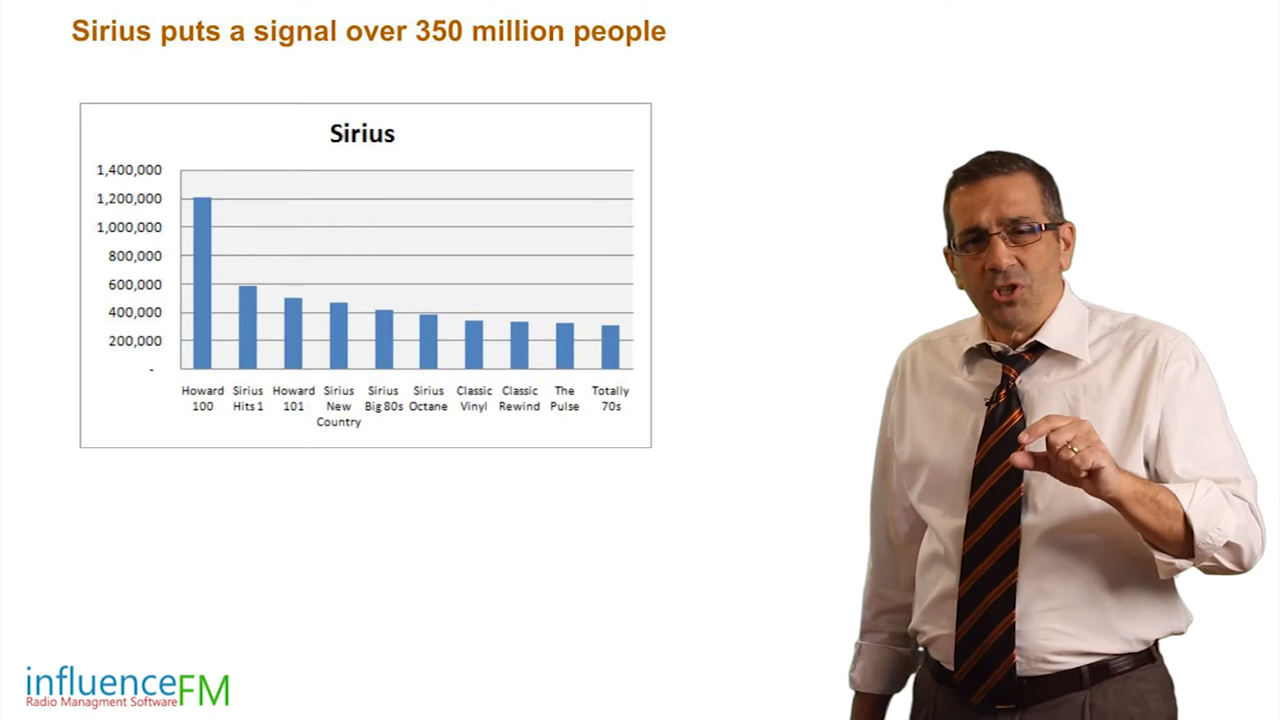 Sirius puts a signal over 350 million people
Sirius
1,400,000
1,200,000
1,000,000
800,000
600,000
400,000
200,000
-
Howard 100
Sirius Hits 1
Howard 101
Sirius New Country
Sirius Big 80s
Sirius Octane
Classic Vinyl
Classic Rewind
The Pulse
Totally 70s
influenceFM
Radio Managment Software